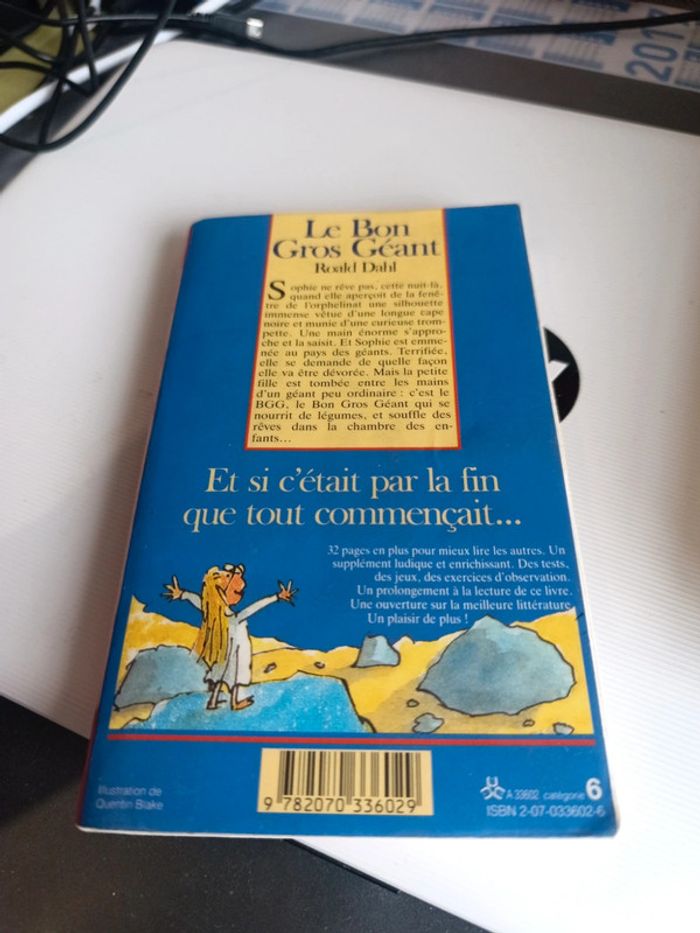 2019
Le Bon
Gros Géant
Roald Dahl
Sophie ne rêve pas, cette nuit-là,
quand elle aperçoit de la fenê-
tre de l'orphelinat une silhouette
immense vêtue d'une longue cape
noire et munie d'une curieuse trom-
pette. Une main énorme s'appro-
che et la saisit. Et Sophie est emme-
née au pays des géants. Terrifiée,
elle se demande de quelle façon
elle va être dévorée. Mais la petite
fille est tombée entre les mains
d'un géant peu ordinaire : c'est le
BGG, le Bon Gros Géant qui se
nourrit de légumes, et souffle des
rêves dans la chambre des en-
fants...
Et si c'était par la fin
que tout commençait...
32 pages en plus pour mieux lire les autres. Un
supplément ludique et enrichissant. Des tests,
des jeux, des exercices d'observation.
Un prolongement à la lecture de ce livre.
Une ouverture sur la meilleure littérature.
Un plaisir de plus !
Illustration de
Quentin Blake
9 782070 336029
A 33602 catégorie 6
ISBN 2-07-033602-6